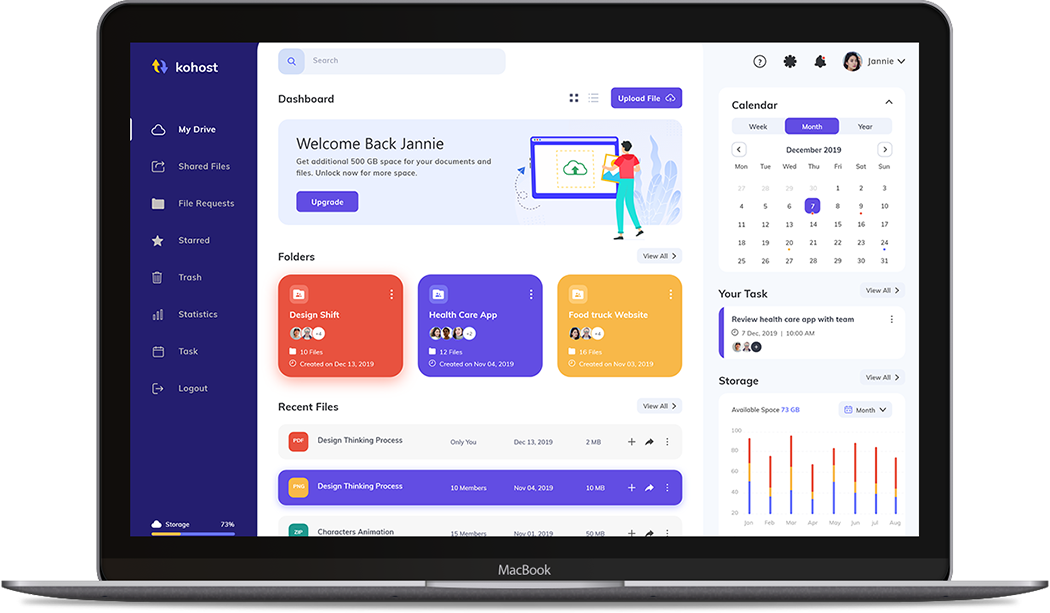 kohost
My Drive
Shared Files
File Requests
Starred
Trash
Statistics
Task
Logout
Storage 73%
Search
Dashboard
Upload File
Welcome Back Jannie
Get additional 500 GB space for your documents and
files. Unlock now for more space.
Upgrade
Folders
View All
Design Shift
+4
10 Files
Created on Dec 13, 2019
Health Care App
+2
12 Files
Created on Nov 04, 2019
Food truck Website
+4
16 Files
Created on Nov 03, 2019
Recent Files
View All
PDF Design Thinking Process Only You Dec 13, 2019 2 MB
PNG Design Thinking Process 10 Members Nov 04, 2019 10 MB
ZIP Characters Animation 15 Members Nov 01, 2019 50 MB
?
Jannie
Calendar
Week Month Year
December 2019
Mon Tue Wed Thu Fri Sat Sun
27 28 29 30 1 2 3
4 5 6 7 8 9 10
11 12 13 14 15 16 17
18 19 20 21 22 23 24
25 26 27 28 29 30 31
Your Task
View All
Review health care app with team
7 Dec, 2019 | 10:00 AM
Storage
View All
Available Space 73 GB
Month
100
80
60
40
20
Jan Feb Mar Apr May Jun Jul Aug
MacBook